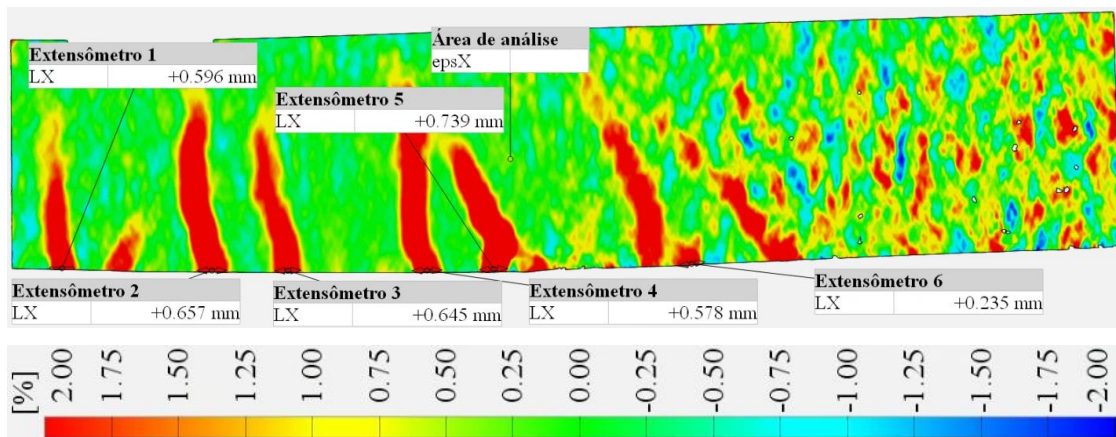 Extensômetro 1
LX +0.596 mm
Área de análise
epsX
Extensômetro 5
LX +0.739 mm
Extensômetro 2
LX +0.657 mm
Extensômetro 3
LX +0.645 mm
Extensômetro 4
LX +0.578 mm
Extensômetro 6
LX +0.235 mm
[%] 2.00 1.75 1.50 1.25 1.00 0.75 0.50 0.25 0.00 -0.25 -0.50 -0.75 -1.00 -1.25 -1.50 -1.75 -2.00